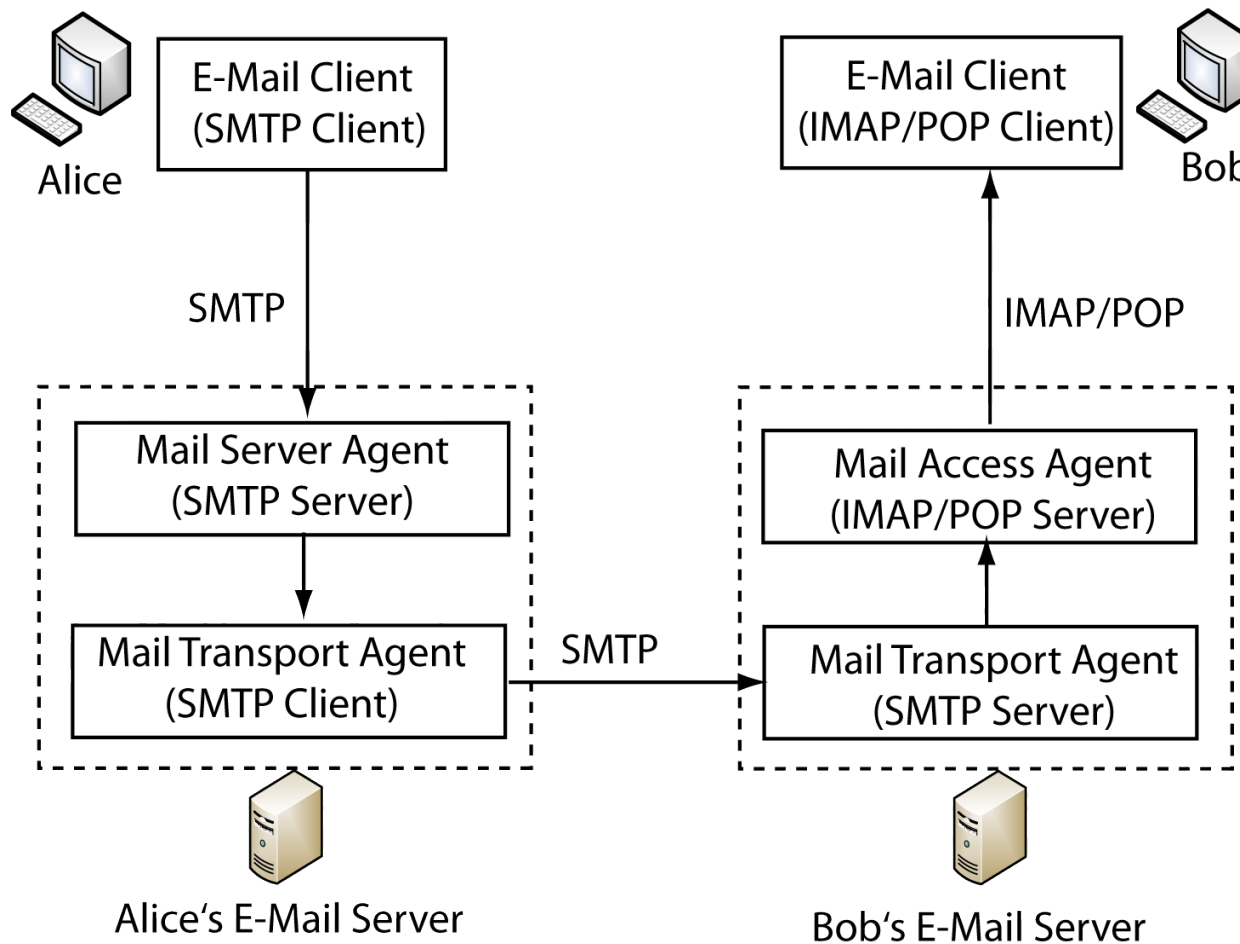 E-Mail Client
(SMTP Client)
Alice
E-Mail Client
(IMAP/POP Client)
Bob
SMTP
IMAP/POP
Mail Server Agent
(SMTP Server)
Mail Transport Agent
(SMTP Client)
SMTP
Mail Access Agent
(IMAP/POP Server)
Mail Transport Agent
(SMTP Server)
Alice‘s E-Mail Server
Bob‘s E-Mail Server